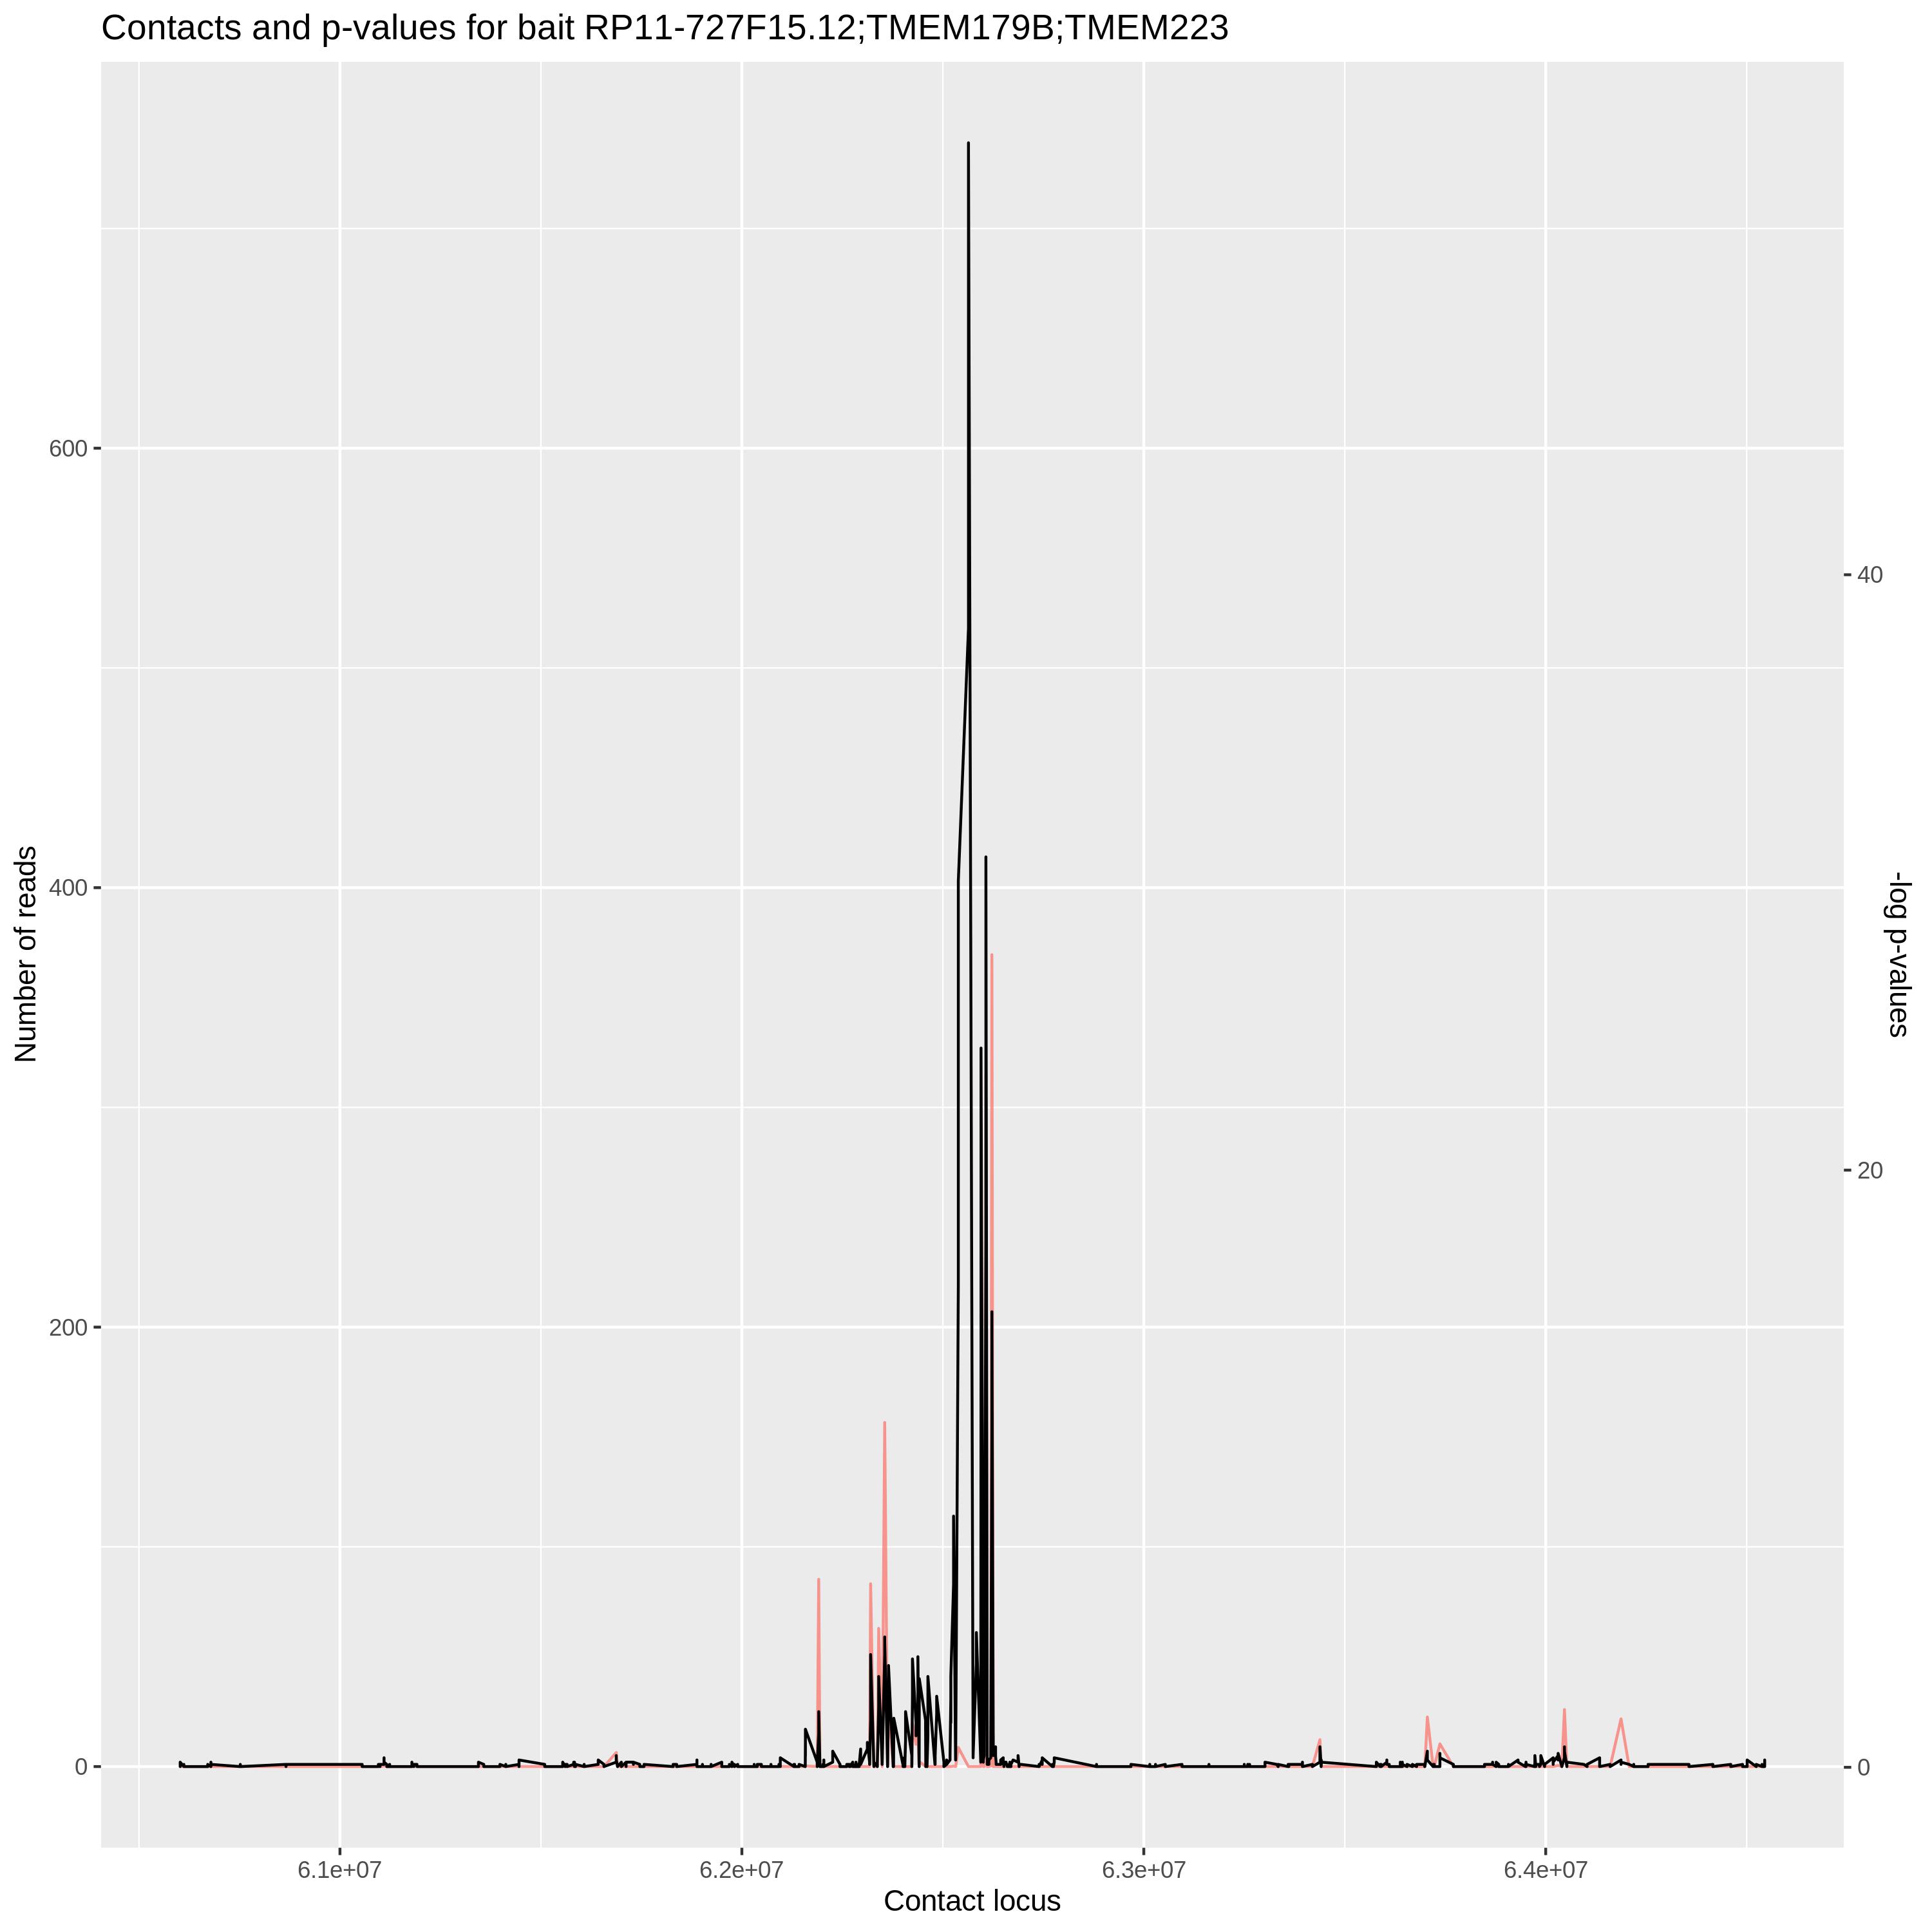 Contacts and p-values for bait RP11-727F15.12;TMEM179B;TMEM223
600
400
200
0
Number of reads
40
20
0
-log p-values
6.1e+07 6.2e+07 6.3e+07 6.4e+07
Contact locus